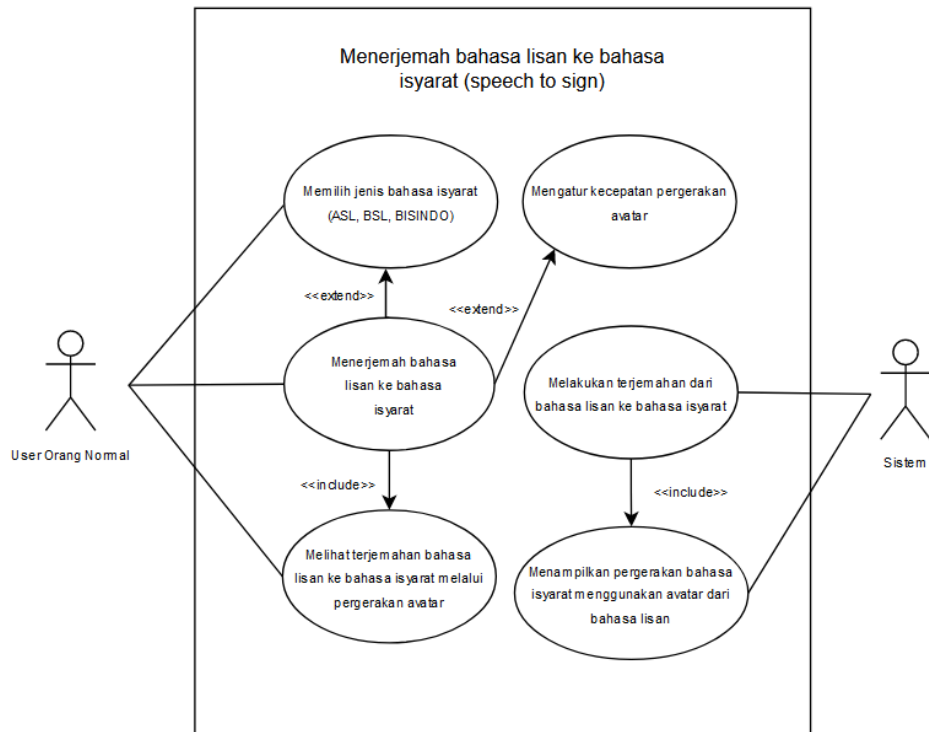 Menerjemah bahasa lisan ke bahasa
isyarat (speech to sign)
Memilih jenis bahasa isyarat
(ASL, BSL, BISINDO)
Mengatur kecepatan pergerakan
avatar
<<extend>>
<<extend>>
Menerjemah bahasa
lisan ke bahasa
isyarat
Melakukan terjemahan dari
bahasa lisan ke bahasa isyarat
User Orang Normal
Sistem
<<include>>
<<include>>
Melihat terjemahan bahasa
lisan ke bahasa isyarat melalui
pergerakan avatar
Menampilkan pergerakan bahasa
isyarat menggunakan avatar dari
bahasa lisan